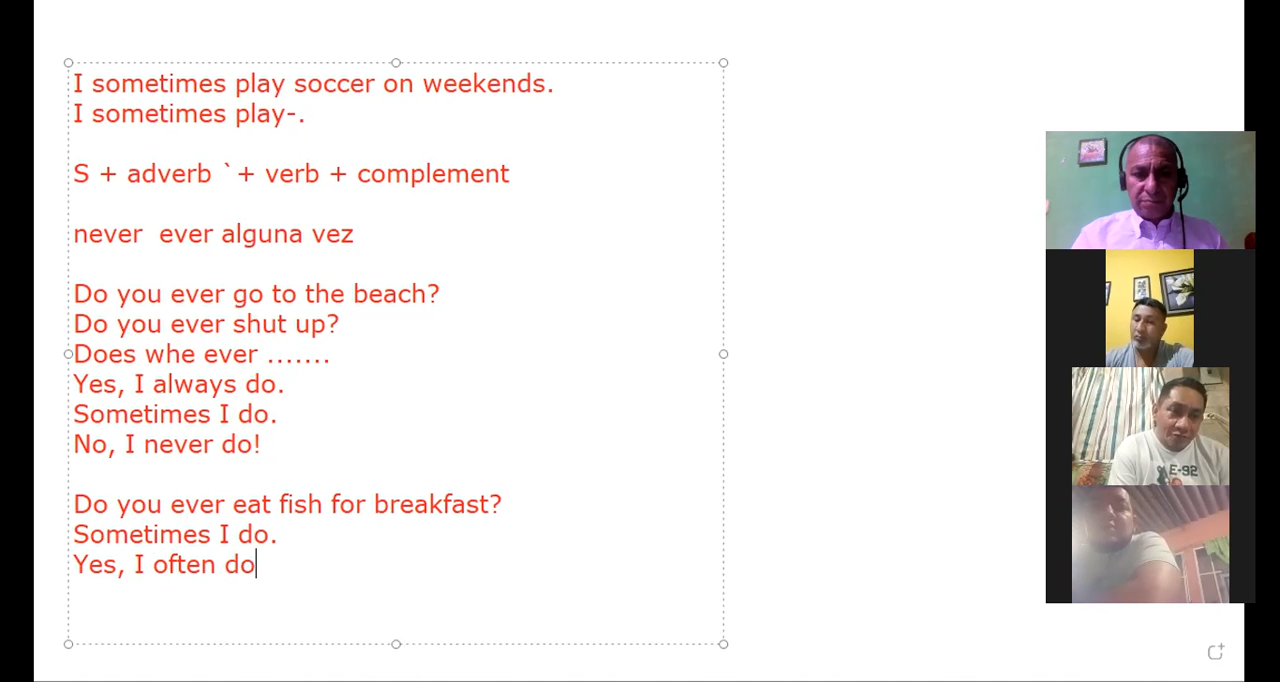 I sometimes play soccer on weekends.
I sometimes play-.
S + adverb `+ verb + complement
never  ever alguna vez
Do you ever go to the beach?
Do you ever shut up?
Does whe ever .......
Yes, I always do.
Sometimes I do.
No, I never do!
Do you ever eat fish for breakfast?
Sometimes I do.
Yes, I often do
E-92